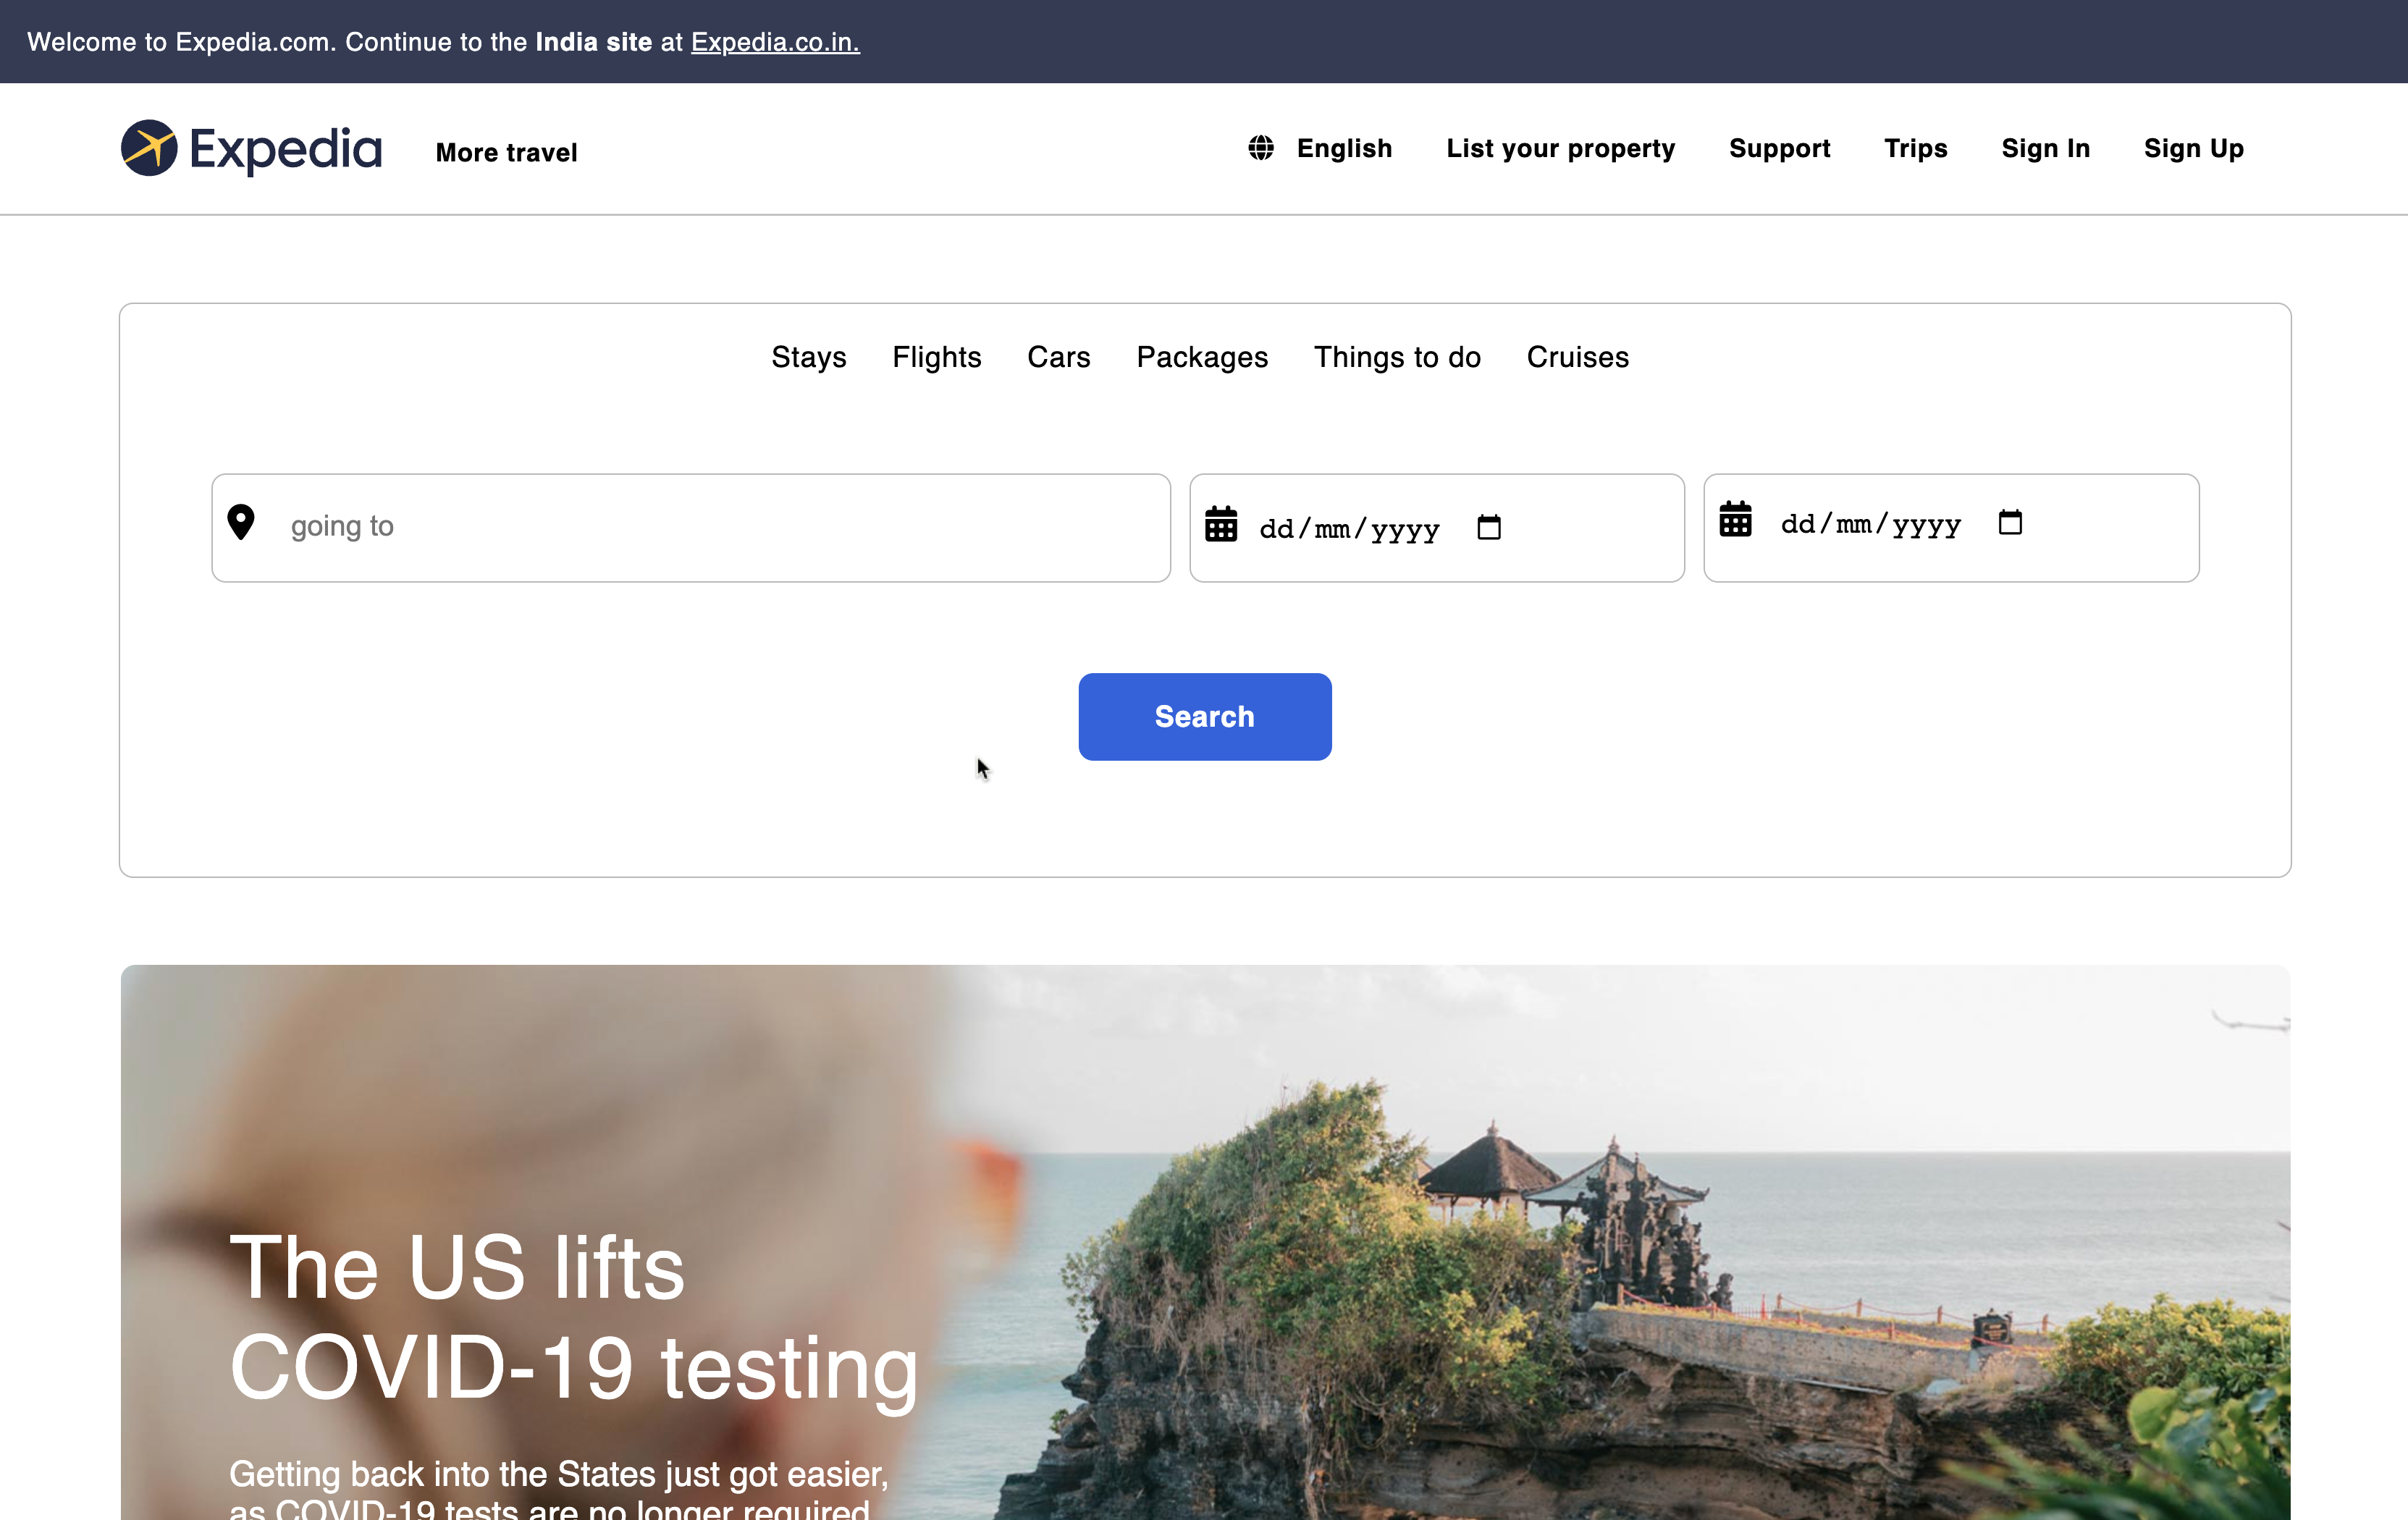 Welcome to Expedia.com. Continue to the India site at Expedia.co.in.
Expedia
More travel
English
List your property
Support
Trips
Sign In
Sign Up
Stays
Flights
Cars
Packages
Things to do
Cruises
going to
dd/mm/yyyy
dd/mm/yyyy
Search
The US lifts
COVID-19 testing
Getting back into the States just got easier,
as COVID-19 tests are no longer required